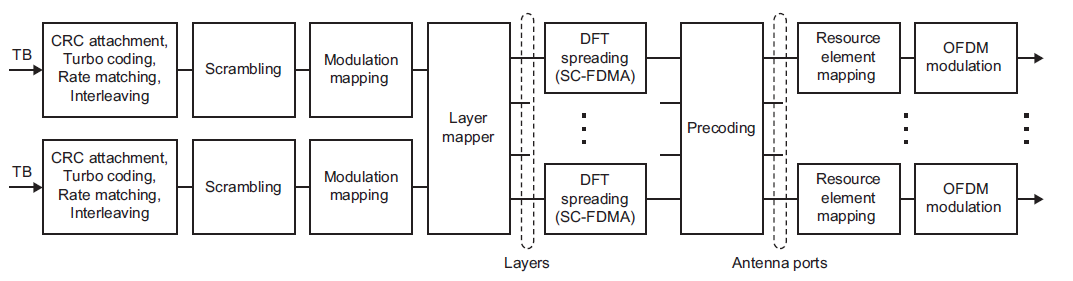 TB
CRC attachment,
Turbo coding,
Rate matching,
Interleaving
Scrambling
Modulation
mapping
TB
CRC attachment,
Turbo coding,
Rate matching,
Interleaving
Scrambling
Modulation
mapping
Layer
mapper
Layers
DFT
spreading
(SC-FDMA)
DFT
spreading
(SC-FDMA)
Precoding
Antenna ports
Resource
element
mapping
OFDM
modulation
Resource
element
mapping
OFDM
modulation